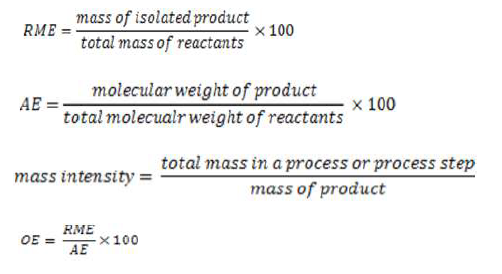 RME = mass of isolated product / total mass of reactants × 100
AE = molecular weight of product / total molecualr weight of reactants × 100
mass intensity = total mass in a process or process step / mass of product
OE = RME / AE × 100